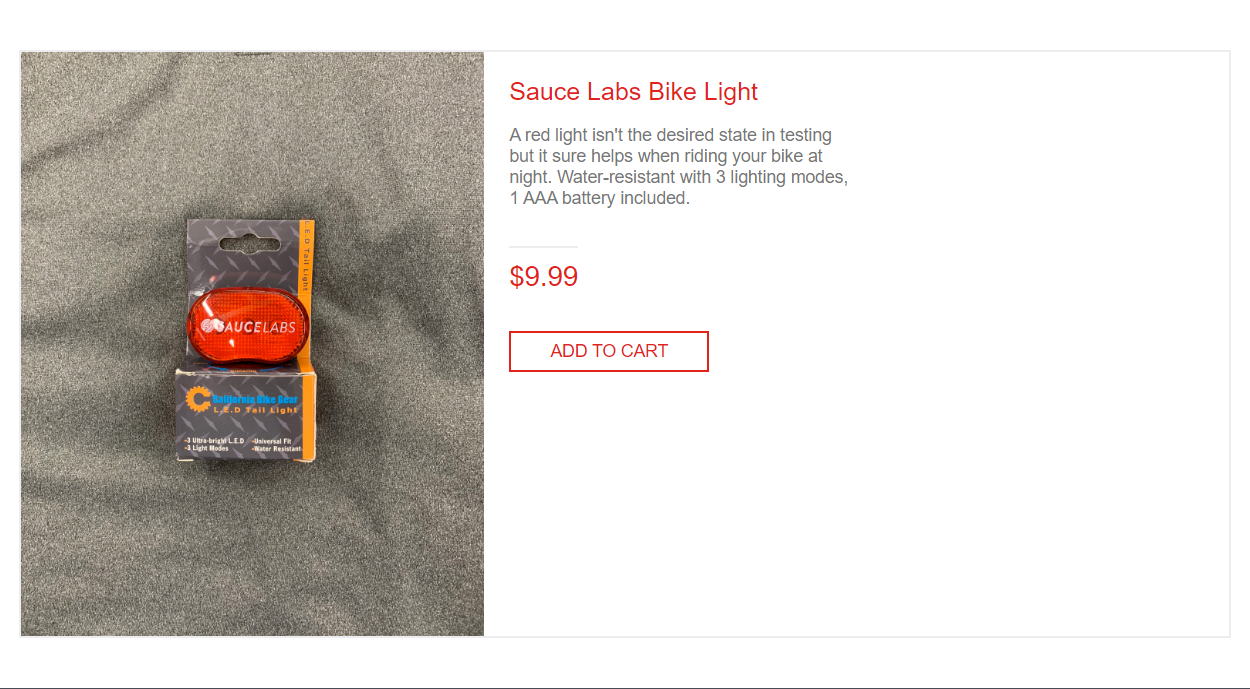 Sauce Labs Bike Light
A red light isn't the desired state in testing
but it sure helps when riding your bike at
night. Water-resistant with 3 lighting modes,
1 AAA battery included.
$9.99
ADD TO CART
L.E.D Tail Light
SAUCELABS
California Bike Gear
L.E.D Tail Light
-3 Ultra-bright L.E.D
-3 Light Modes
-Universal Fit
-Water Resistant